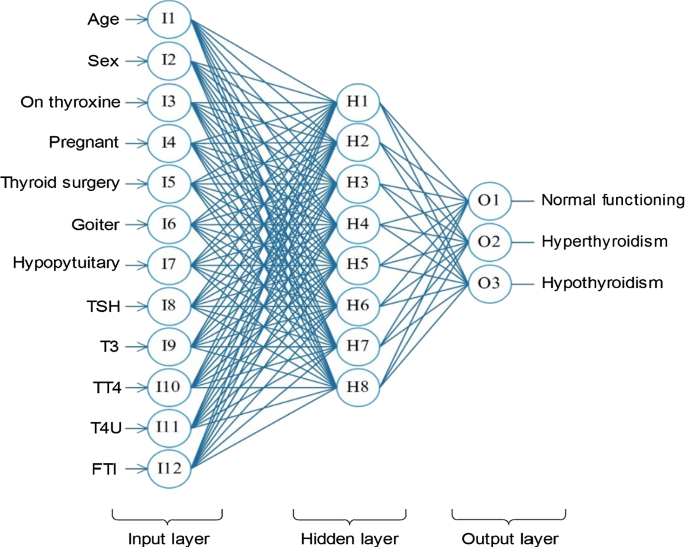 Age I1
Sex I2
On thyroxine I3 H1
Pregnant I4 H2
Thyroid surgery I5 H3 O1 Normal functioning
Goiter I6 H4 O2 Hyperthyroidism
Hypopytuitary I7 H5 O3 Hypothyroidism
TSH I8 H6
T3 I9 H7
TT4 I10 H8
T4U I11
FTI I12
Input layer Hidden layer Output layer